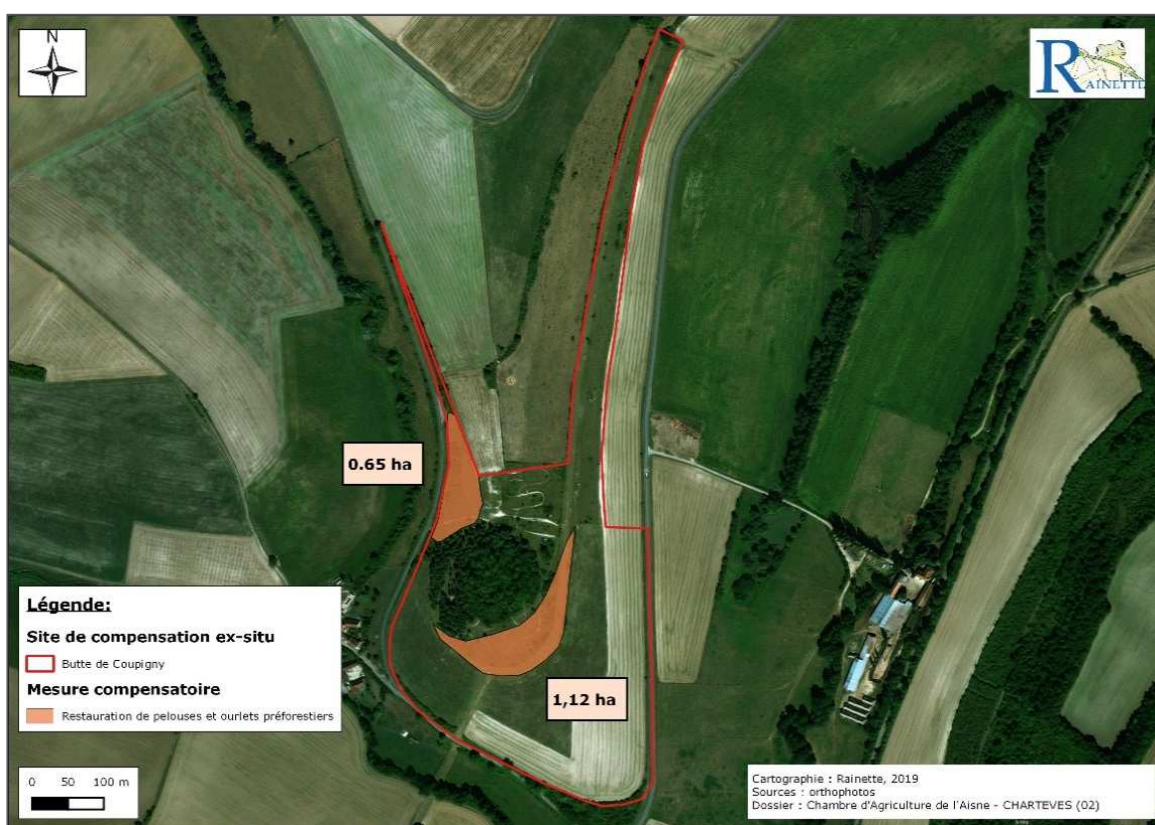 N
RAINETTE
0.65 ha
1,12 ha
Légende:
Site de compensation ex-situ
Butte de Coupigny
Mesure compensatoire
Restauration de pelouses et ourlets préforestiers
0 50 100 m
Cartographie : Rainette, 2019
Sources : orthophotos
Dossier : Chambre d'Agriculture de l'Aisne - CHARTEVES (02)